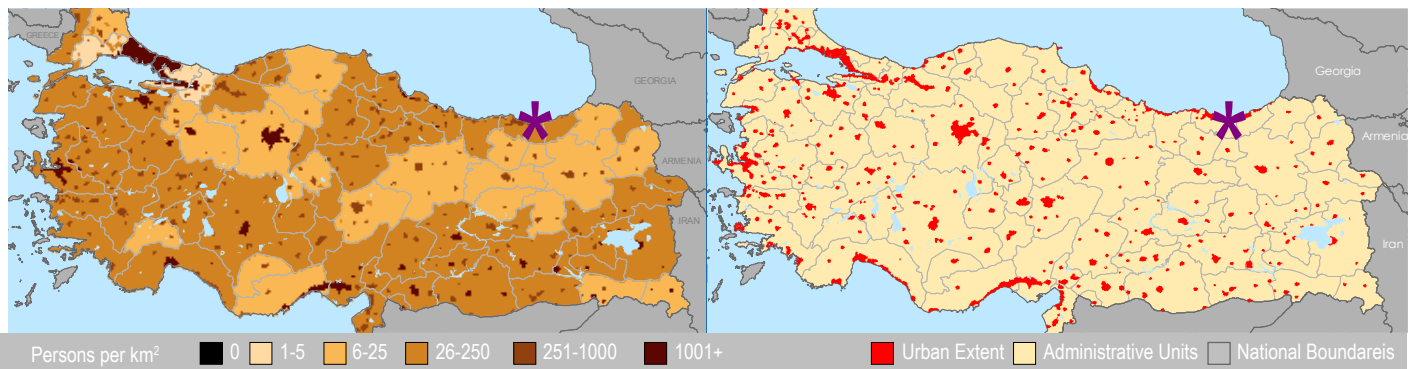 GREECE
GEORGIA
ARMENIA
IRAN
Georgia
Armenia
Iran
Persons per km2 0 1-5 6-25 26-250 251-1000 1001+
Urban Extent Administrative Units National Boundareis